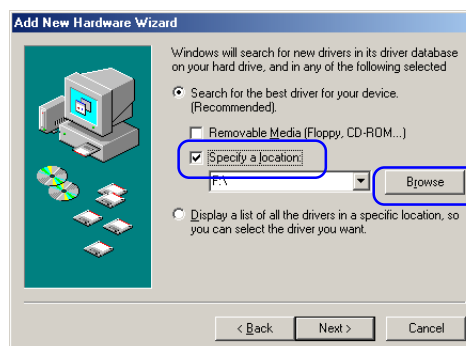 Add New Hardware Wizard
Windows will search for new drivers in its driver database
on your hard drive, and in any of the following selected
Search for the best driver for your device.
(Recommended).
Removable Media (Floppy, CD-ROM...)
Specify a location:
F:\
Browse
Display a list of all the drivers in a specific location, so
you can select the driver you want.
< Back
Next >
Cancel